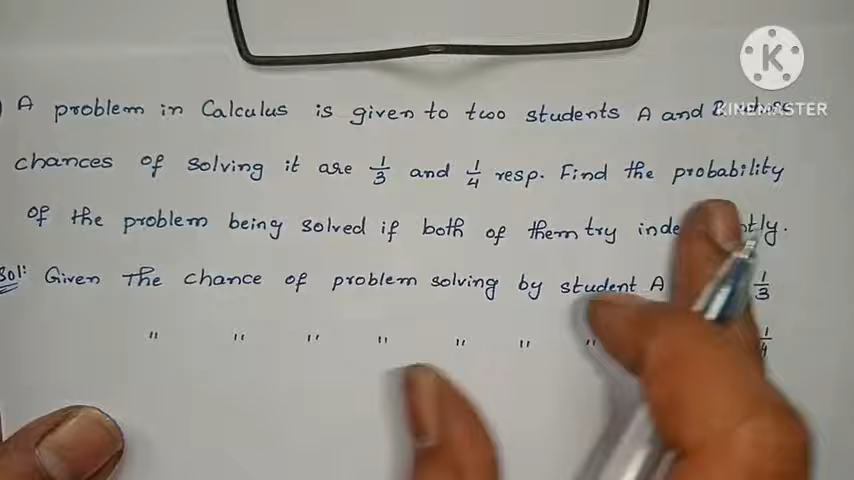 K
KINEMASTER
A problem in Calculus is given to two students A and B whose
chances of solving it are 1/3 and 1/4 resp. Find the probability
of the problem being solved if both of them try
Sol: Given The chance of problem solving by student A 1/3
" " " " " " " 1/4